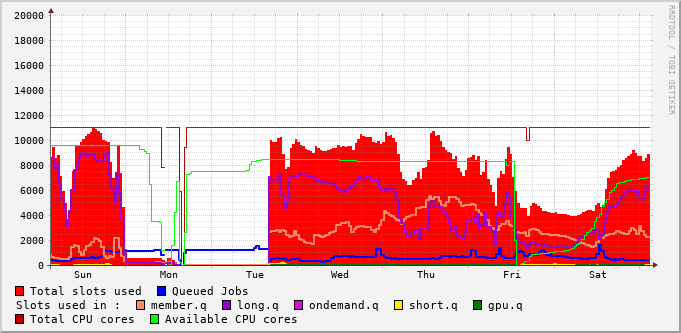 20000
18000
16000
14000
12000
10000
8000
6000
4000
2000
0
Sun Mon Tue Wed Thu Fri Sat
RRDTOOL / TOBI OETIKER
Total slots used Queued Jobs
Slots used in : member.q long.q ondemand.q short.q gpu.q
Total CPU cores Available CPU cores